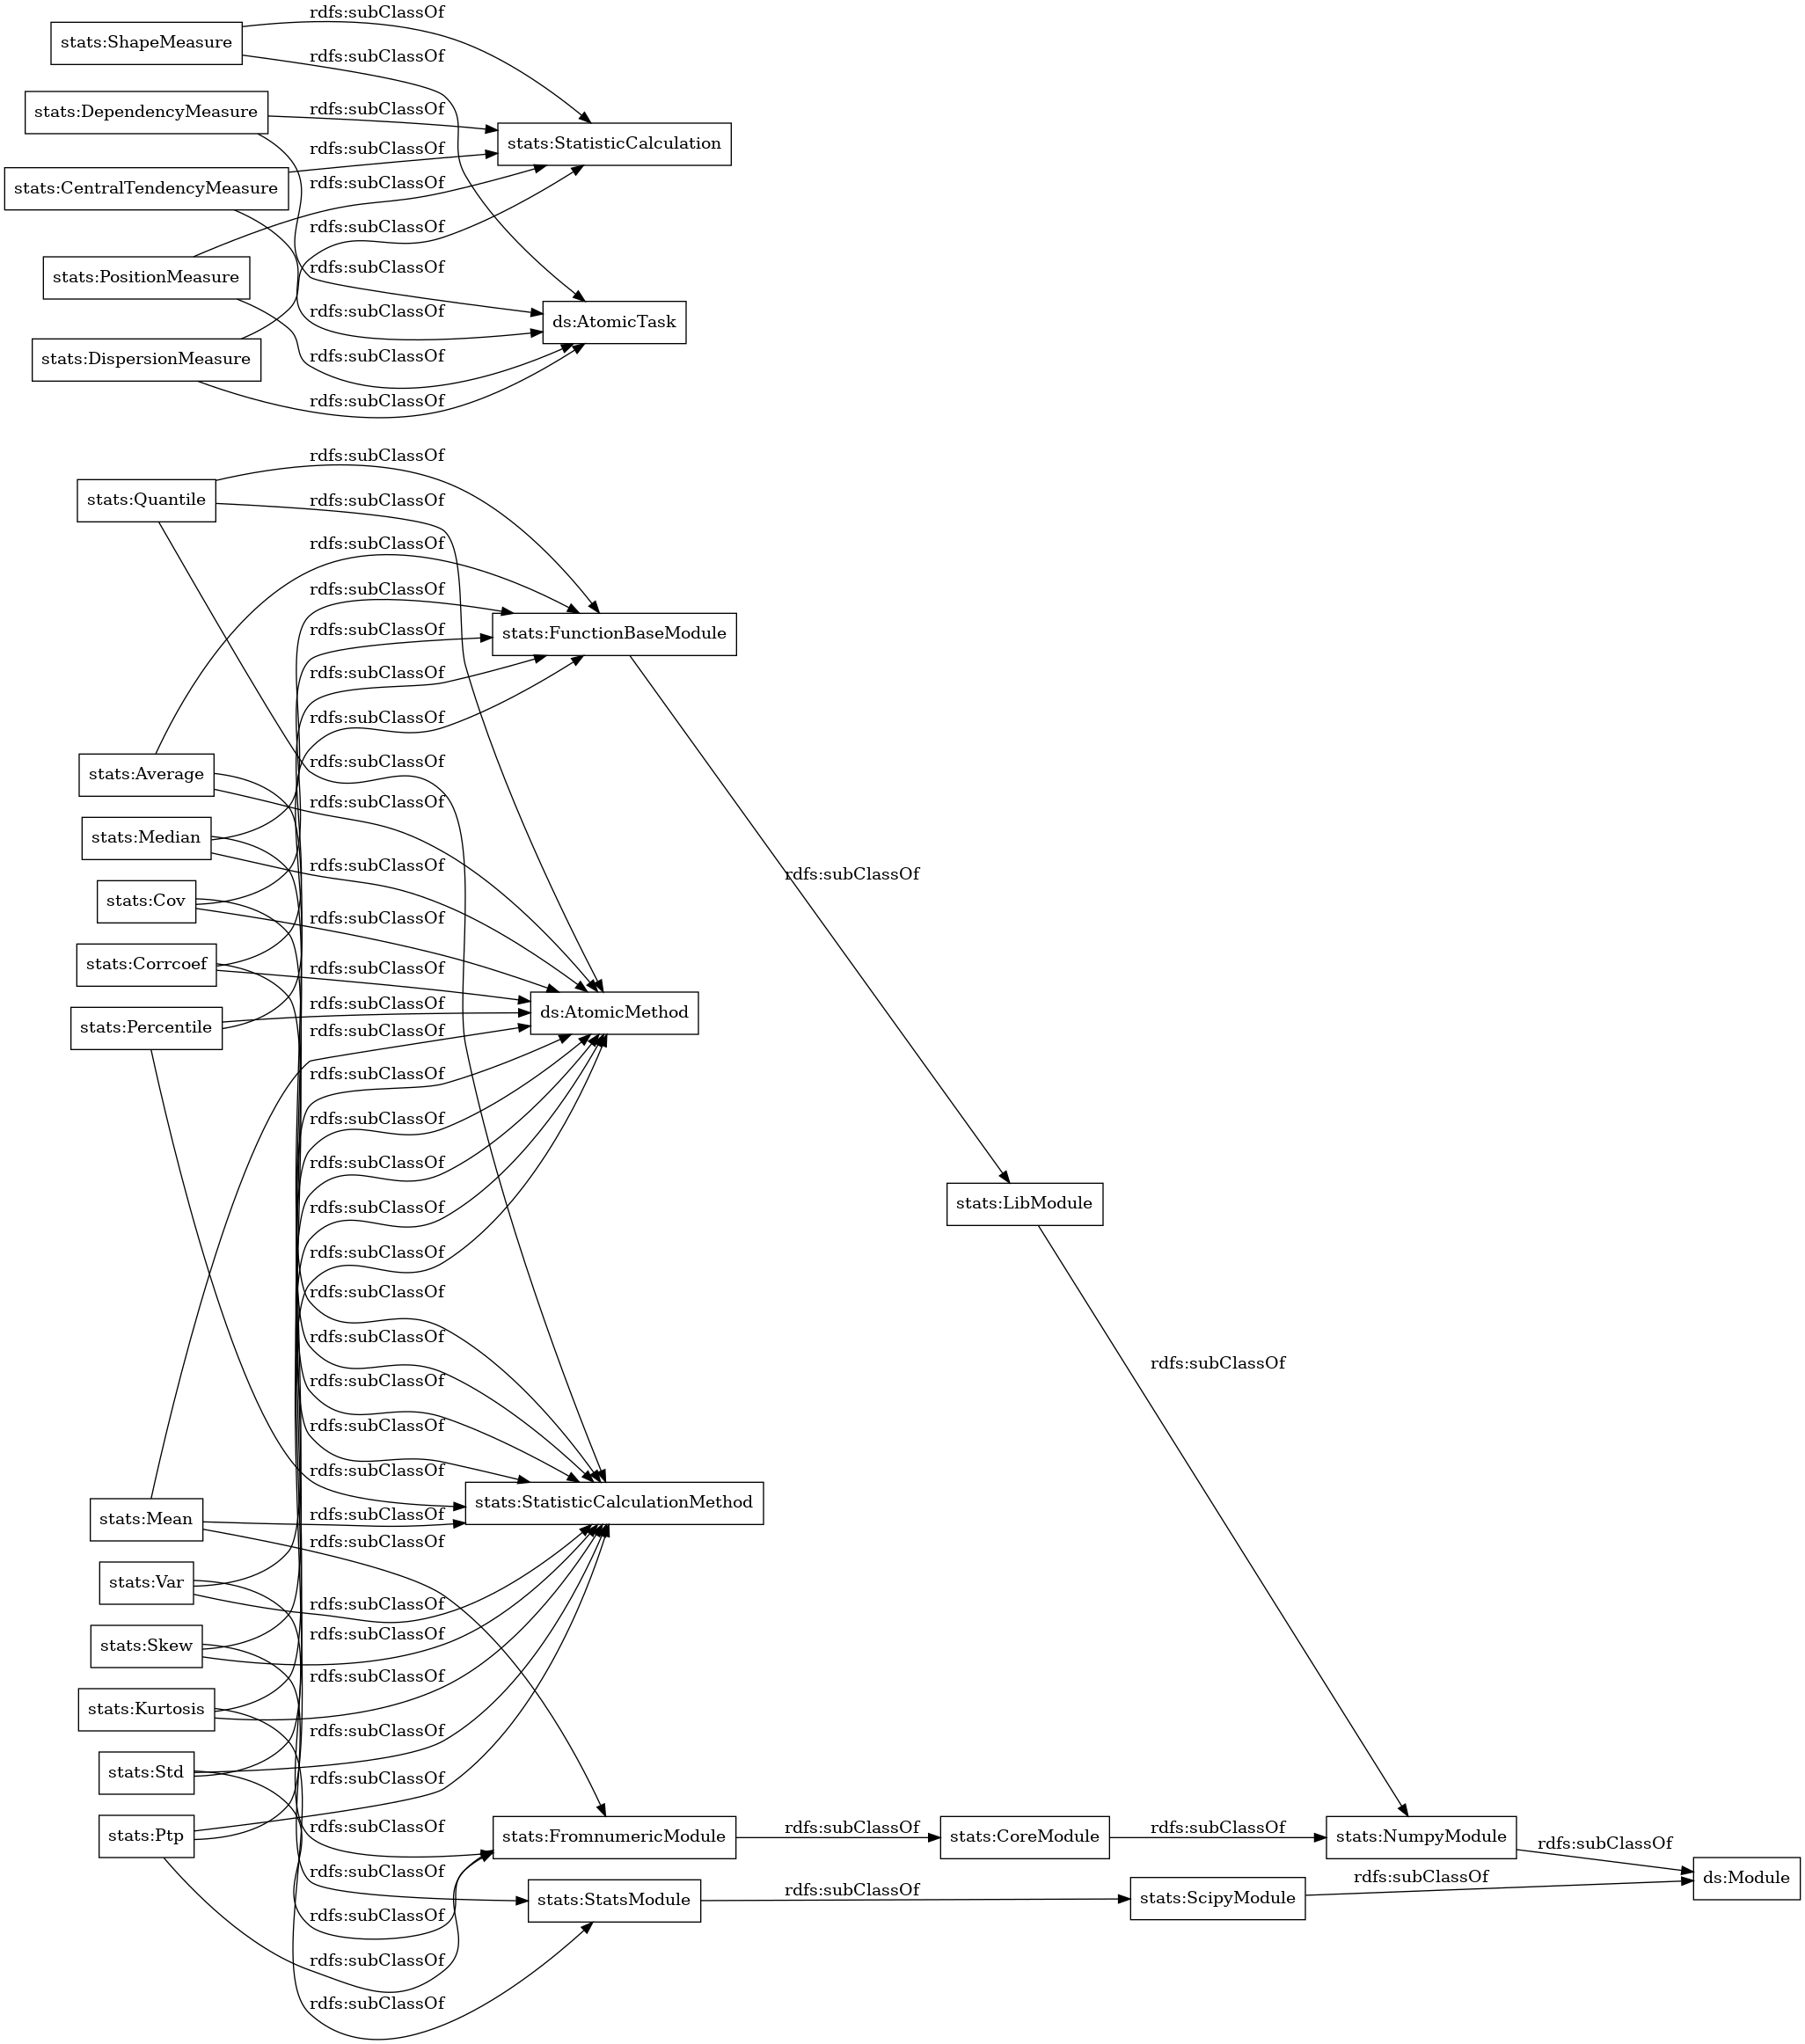 rdfs:subClassOf
stats:ShapeMeasure
rdfs:subClassOf
stats:DependencyMeasure
rdfs:subClassOf
stats:StatisticCalculation
rdfs:subClassOf
stats:CentralTendencyMeasure
rdfs:subClassOf
rdfs:subClassOf
rdfs:subClassOf
stats:PositionMeasure
rdfs:subClassOf
ds:AtomicTask
rdfs:subClassOf
stats:DispersionMeasure
rdfs:subClassOf
rdfs:subClassOf
stats:Quantile
rdfs:subClassOf
rdfs:subClassOf
rdfs:subClassOf
rdfs:subClassOf
stats:FunctionBaseModule
rdfs:subClassOf
rdfs:subClassOf
rdfs:subClassOf
stats:Average
rdfs:subClassOf
stats:Median
rdfs:subClassOf
rdfs:subClassOf
stats:Cov
rdfs:subClassOf
stats:Corrcoef
rdfs:subClassOf
rdfs:subClassOf
ds:AtomicMethod
stats:Percentile
rdfs:subClassOf
rdfs:subClassOf
rdfs:subClassOf
rdfs:subClassOf
stats:LibModule
rdfs:subClassOf
rdfs:subClassOf
rdfs:subClassOf
rdfs:subClassOf
rdfs:subClassOf
rdfs:subClassOf
rdfs:subClassOf
rdfs:subClassOf
stats:StatisticCalculationMethod
rdfs:subClassOf
stats:Mean
rdfs:subClassOf
stats:Var
rdfs:subClassOf
rdfs:subClassOf
stats:Skew
rdfs:subClassOf
stats:Kurtosis
rdfs:subClassOf
stats:Std
rdfs:subClassOf
rdfs:subClassOf
rdfs:subClassOf
rdfs:subClassOf
stats:Ptp
stats:FromnumericModule
stats:CoreModule
stats:NumpyModule
rdfs:subClassOf
rdfs:subClassOf
rdfs:subClassOf
ds:Module
rdfs:subClassOf
stats:StatsModule
rdfs:subClassOf
stats:ScipyModule
rdfs:subClassOf
rdfs:subClassOf
rdfs:subClassOf